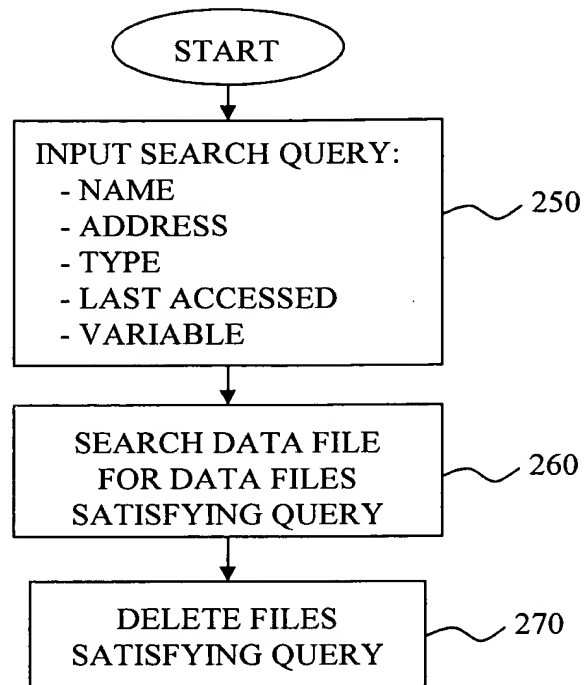 START
INPUT SEARCH QUERY:
- NAME
- ADDRESS
- TYPE
- LAST ACCESSED
- VARIABLE
250
SEARCH DATA FILE
FOR DATA FILES
SATISFYING QUERY
260
DELETE FILES
SATISFYING QUERY
270